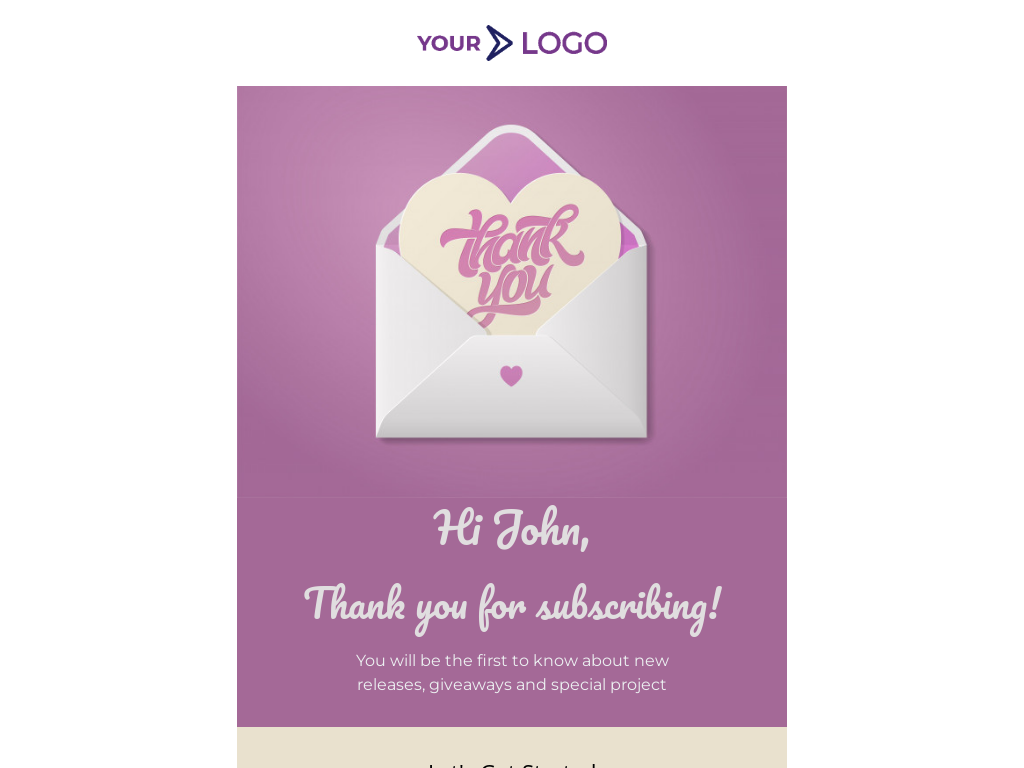 YOUR LOGO
thank
you
Hi John,
Thank you for subscribing!
You will be the first to know about new
releases, giveaways and special project